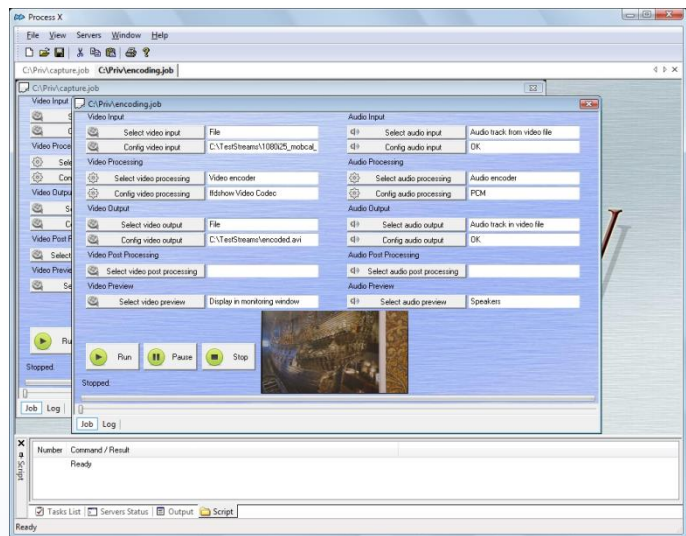 Process X
File View Servers Window Help
C:\Priv\capture.job C:\Priv\encoding.job
C:\Priv\capture.job
Video Input
Video Proce
Sele
Con
Video Outpu
Video Post F
Select
Video Previe
Se
Ru
Stopped
Job Log
C:\Priv\encoding.job
Video Input Audio Input
Select video input File Select audio input Audio track from video file
Config video input C:\TestStreams\1080i25_mobcal_ Config audio input OK
Video Processing Audio Processing
Select video processing Video encoder Select audio processing Audio encoder
Config video processing ffdshow Video Codec Config audio processing PCM
Video Output Audio Output
Select video output File Select audio output Audio track in video file
Config video output C:\TestStreams\encoded.avi Config audio output OK
Video Post Processing Audio Post Processing
Select video post processing Select audio post processing
Video Preview Audio Preview
Select video preview Display in monitoring window Select audio preview Speakers
Run Pause Stop
Stopped
Job Log
Script
Number Command / Result
Ready
Tasks List Servers Status Output Script
Ready